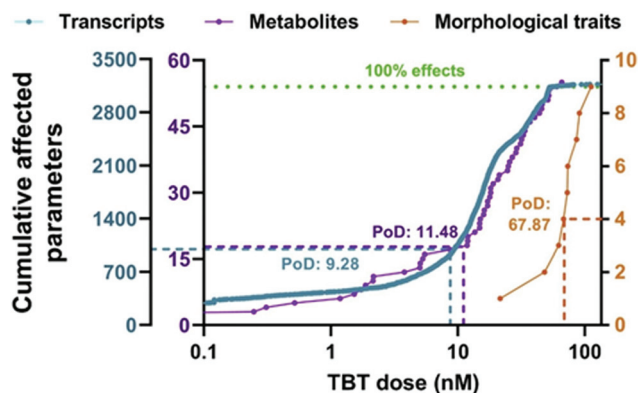 Transcripts Metabolites Morphological traits
Cumulative affected
parameters
3500
2800
2100
1400
700
0
60
45
30
15
0
100% effects
PoD: 11.48
PoD: 9.28
PoD:
67.87
10
8
6
4
2
0
0.1 1 10 100
TBT dose (nM)